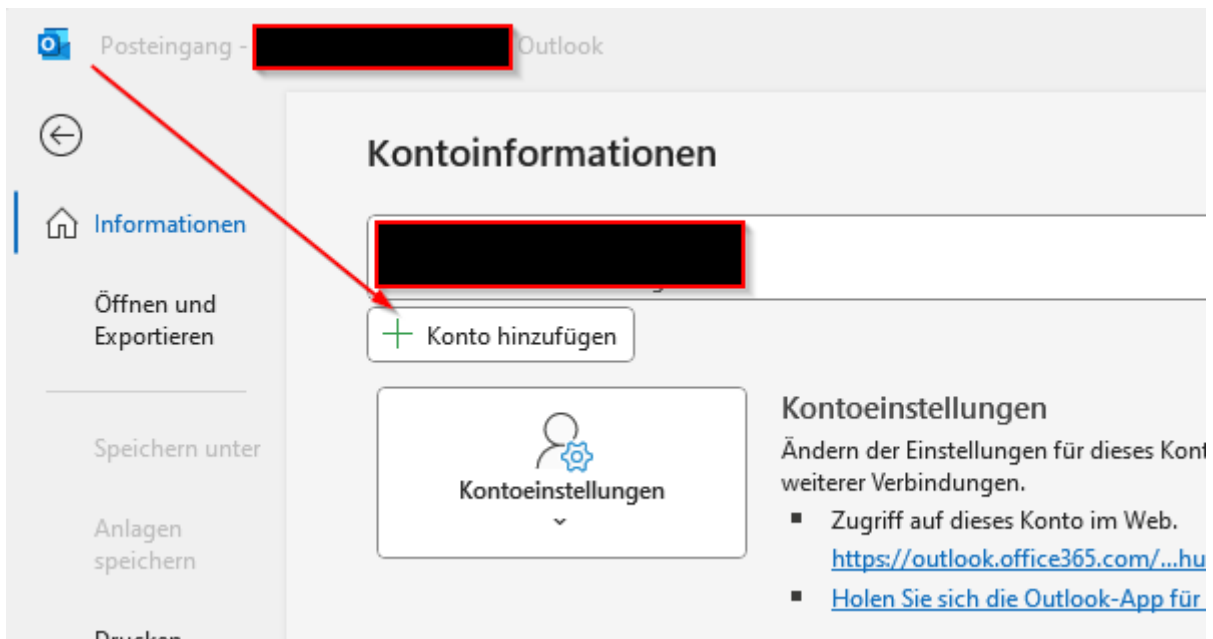 Posteingang - Outlook
Kontoinformationen
Informationen
Öffnen und
Exportieren
Konto hinzufügen
Speichern unter
Anlagen
speichern
Drucken
Kontoeinstellungen
Kontoeinstellungen
Ändern der Einstellungen für dieses Kont
weiterer Verbindungen.
Zugriff auf dieses Konto im Web.
https://outlook.office365.com/...hu
Holen Sie sich die Outlook-App für